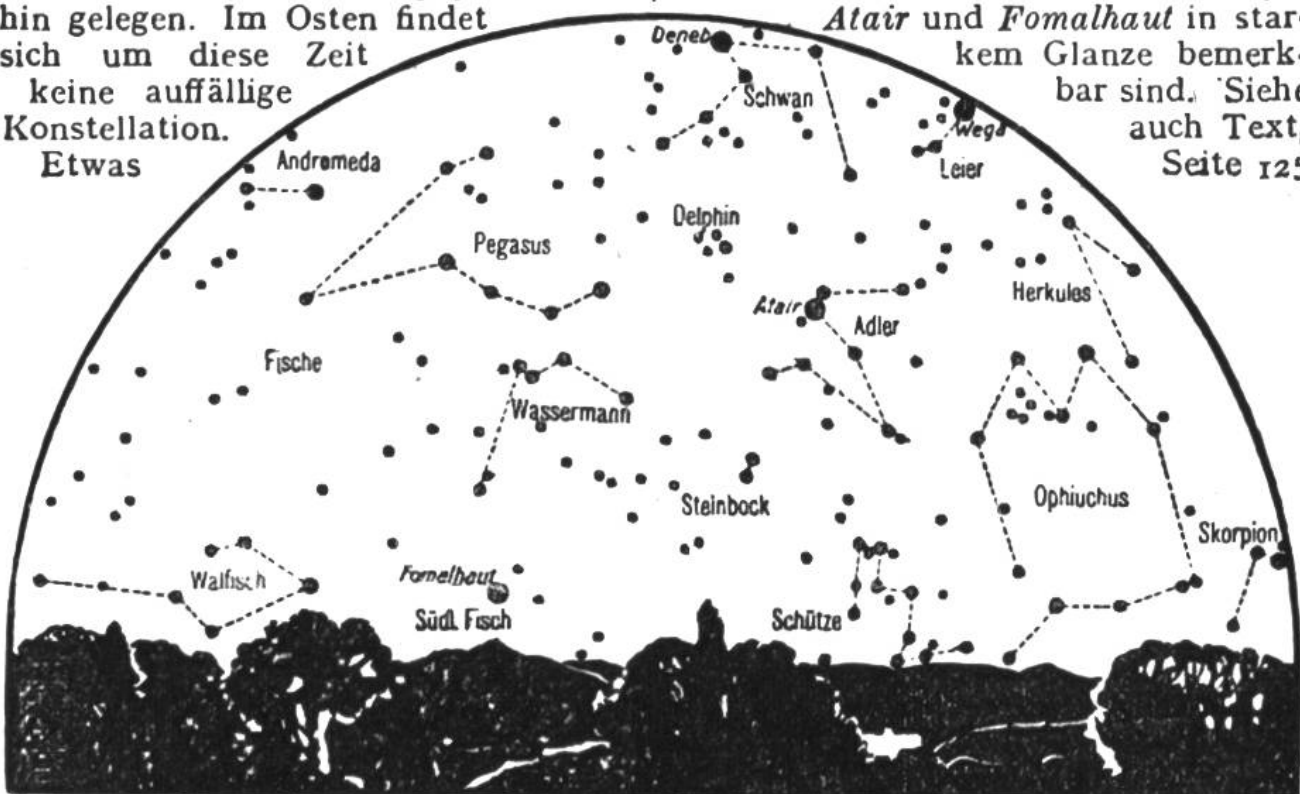 hin gelegen. Im Osten findet
sich um diese Zeit
keine auffällige
Konstellation.
Etwas
Atair und Fomalhaut in star-
kem Glanze bemerk-
bar sind. Siehe
auch Text,
Seite 125
Deneb
Schwan
Wega
Leier
Andromeda
Delphin
Pegasus
Herkules
Atair
Adler
Fische
Wassermann
Steinbock
Ophiuchus
Skorpion
Walfisch
Fomelhaut
Südl. Fisch
Schütze